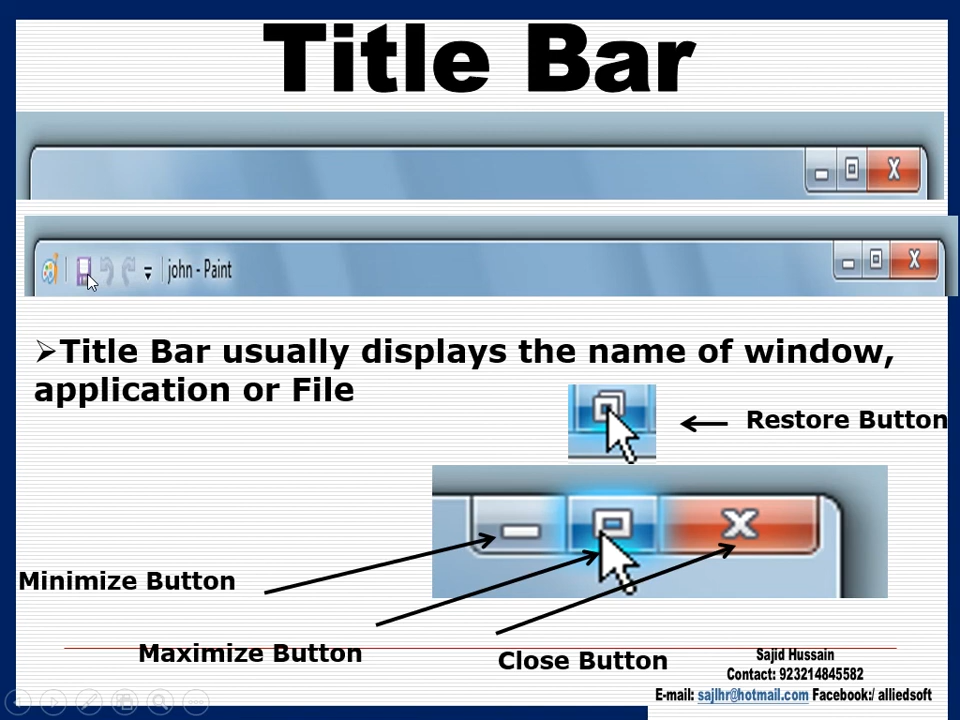 Title Bar
john - Paint
➢Title Bar usually displays the name of window,
application or File
Restore Button
Minimize Button
Maximize Button
Close Button
Sajid Hussain
Contact: 923214845582
E-mail: sajlhr@hotmail.com Facebook:/ alliedsoft